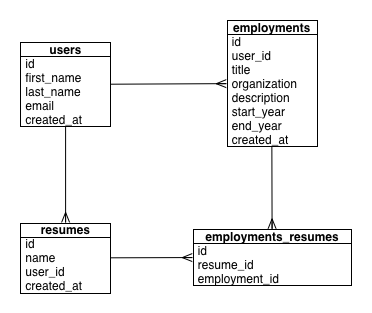 users
id
first_name
last_name
email
created_at
employments
id
user_id
title
organization
description
start_year
end_year
created_at
resumes
id
name
user_id
created_at
employments_resumes
id
resume_id
employment_id